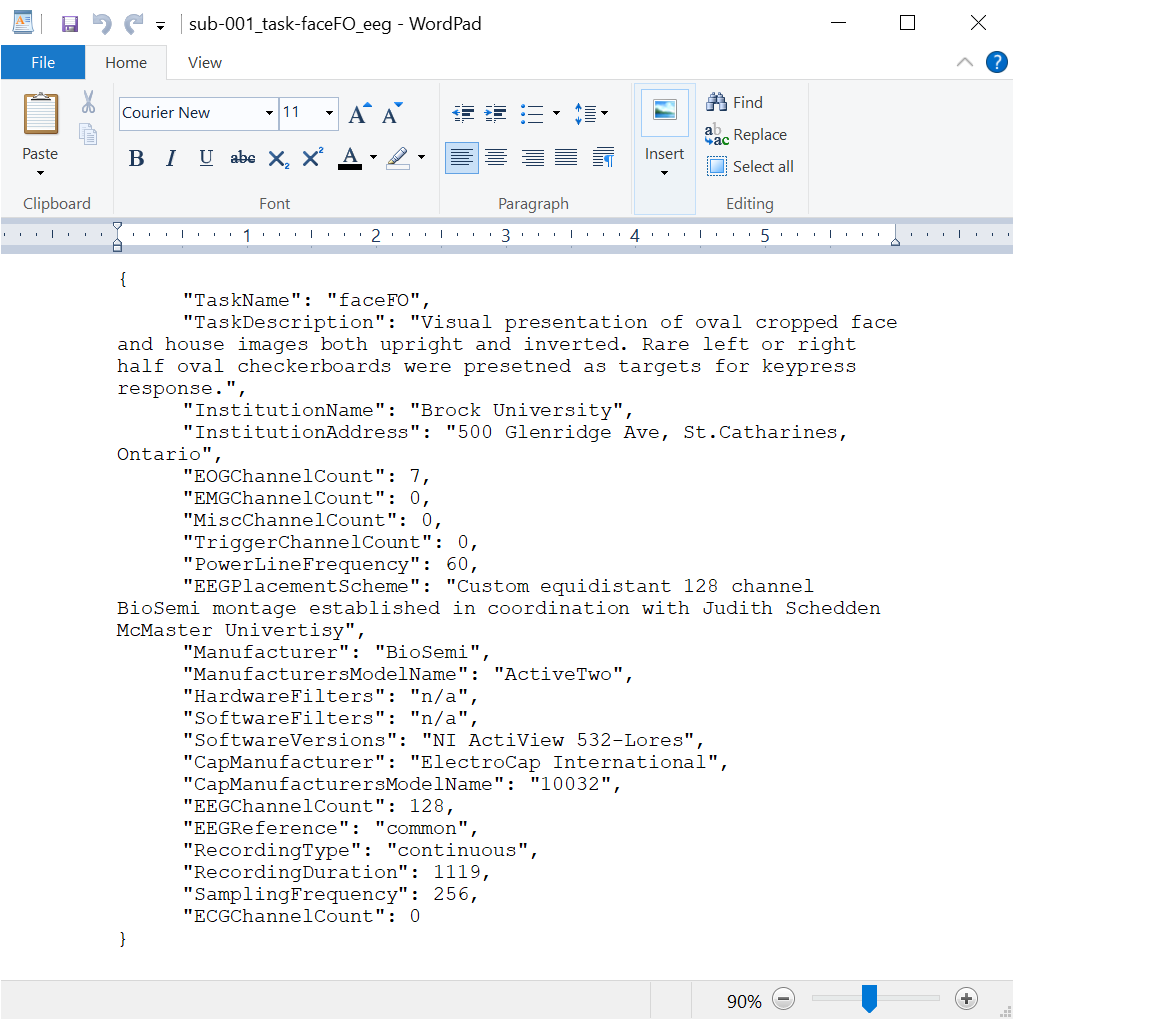 sub-001_task-faceFO_eeg - WordPad
File Home View
Paste
Clipboard
Courier New 11
B I U abc X₂ X² A
Font
Paragraph
Insert
Find
Replace
Select all
Editing
1 2 3 4 5
{
"TaskName": "faceFO",
"TaskDescription": "Visual presentation of oval cropped face
and house images both upright and inverted. Rare left or right
half oval checkerboards were presetned as targets for keypress
response.",
"InstitutionName": "Brock University",
"InstitutionAddress": "500 Glenridge Ave, St.Catharines,
Ontario",
"EOGChannelCount": 7,
"EMGChannelCount": 0,
"MiscChannelCount": 0,
"TriggerChannelCount": 0,
"PowerLineFrequency": 60,
"EEGPlacementScheme": "Custom equidistant 128 channel
BioSemi montage established in coordination with Judith Schedden
McMaster Univertisy",
"Manufacturer": "BioSemi",
"ManufacturersModelName": "ActiveTwo",
"HardwareFilters": "n/a",
"SoftwareFilters": "n/a",
"SoftwareVersions": "NI ActiView 532-Lores",
"CapManufacturer": "ElectroCap International",
"CapManufacturersModelName": "10032",
"EEGChannelCount": 128,
"EEGReference": "common",
"RecordingType": "continuous",
"RecordingDuration": 1119,
"SamplingFrequency": 256,
"ECGChannelCount": 0
}
90%